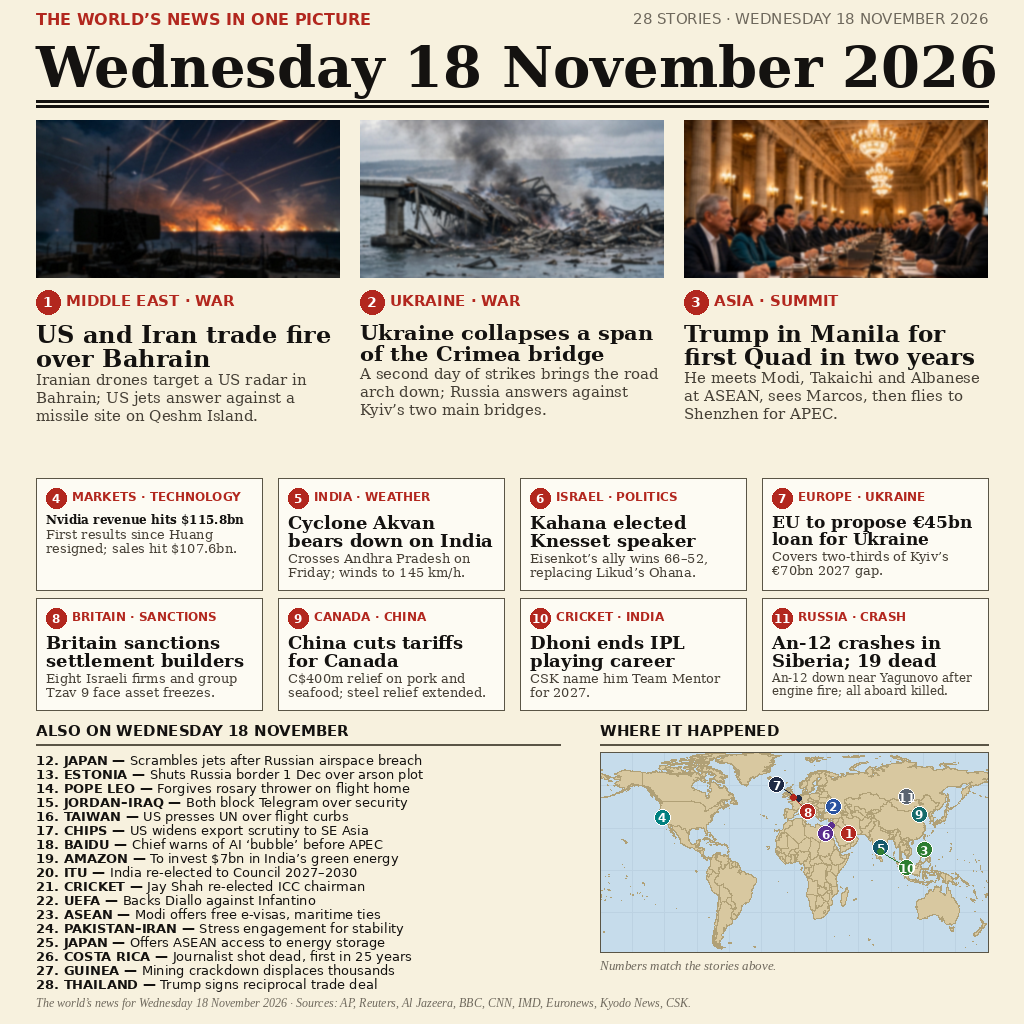 THE WORLD’S NEWS IN ONE PICTURE
28 STORIES · WEDNESDAY 18 NOVEMBER 2026
Wednesday 18 November 2026
1 MIDDLE EAST · WAR
US and Iran trade fire
over Bahrain
Iranian drones target a US radar in
Bahrain; US jets answer against a
missile site on Qeshm Island.
2 UKRAINE · WAR
Ukraine collapses a span
of the Crimea bridge
A second day of strikes brings the road
arch down; Russia answers against
Kyiv’s two main bridges.
3 ASIA · SUMMIT
Trump in Manila for
first Quad in two years
He meets Modi, Takaichi and Albanese
at ASEAN, sees Marcos, then flies to
Shenzhen for APEC.
4 MARKETS · TECHNOLOGY
Nvidia revenue hits $115.8bn
First results since Huang
resigned; sales hit $107.6bn.
5 INDIA · WEATHER
Cyclone Akvan
bears down on India
Crosses Andhra Pradesh on
Friday; winds to 145 km/h.
6 ISRAEL · POLITICS
Kahana elected
Knesset speaker
Eisenkot’s ally wins 66–52,
replacing Likud’s Ohana.
7 EUROPE · UKRAINE
EU to propose €45bn
loan for Ukraine
Covers two-thirds of Kyiv’s
€70bn 2027 gap.
8 BRITAIN · SANCTIONS
Britain sanctions
settlement builders
Eight Israeli firms and group
Tzav 9 face asset freezes.
9 CANADA · CHINA
China cuts tariffs
for Canada
C$400m relief on pork and
seafood; steel relief extended.
10 CRICKET · INDIA
Dhoni ends IPL
playing career
CSK name him Team Mentor
for 2027.
11 RUSSIA · CRASH
An-12 crashes in
Siberia; 19 dead
An-12 down near Yagunovo after
engine fire; all aboard killed.
ALSO ON WEDNESDAY 18 NOVEMBER
12. JAPAN — Scrambles jets after Russian airspace breach
13. ESTONIA — Shuts Russia border 1 Dec over arson plot
14. POPE LEO — Forgives rosary thrower on flight home
15. JORDAN–IRAQ — Both block Telegram over security
16. TAIWAN — US presses UN over flight curbs
17. CHIPS — US widens export scrutiny to SE Asia
18. BAIDU — Chief warns of AI ‘bubble’ before APEC
19. AMAZON — To invest $7bn in India’s green energy
20. ITU — India re-elected to Council 2027–2030
21. CRICKET — Jay Shah re-elected ICC chairman
22. UEFA — Backs Diallo against Infantino
23. ASEAN — Modi offers free e-visas, maritime ties
24. PAKISTAN–IRAN — Stress engagement for stability
25. JAPAN — Offers ASEAN access to energy storage
26. COSTA RICA — Journalist shot dead, first in 25 years
27. GUINEA — Mining crackdown displaces thousands
28. THAILAND — Trump signs reciprocal trade deal
WHERE IT HAPPENED
7
11
4
8
2
9
6
1
5
3
10
Numbers match the stories above.
The world’s news for Wednesday 18 November 2026 · Sources: AP, Reuters, Al Jazeera, BBC, CNN, IMD, Euronews, Kyodo News, CSK.